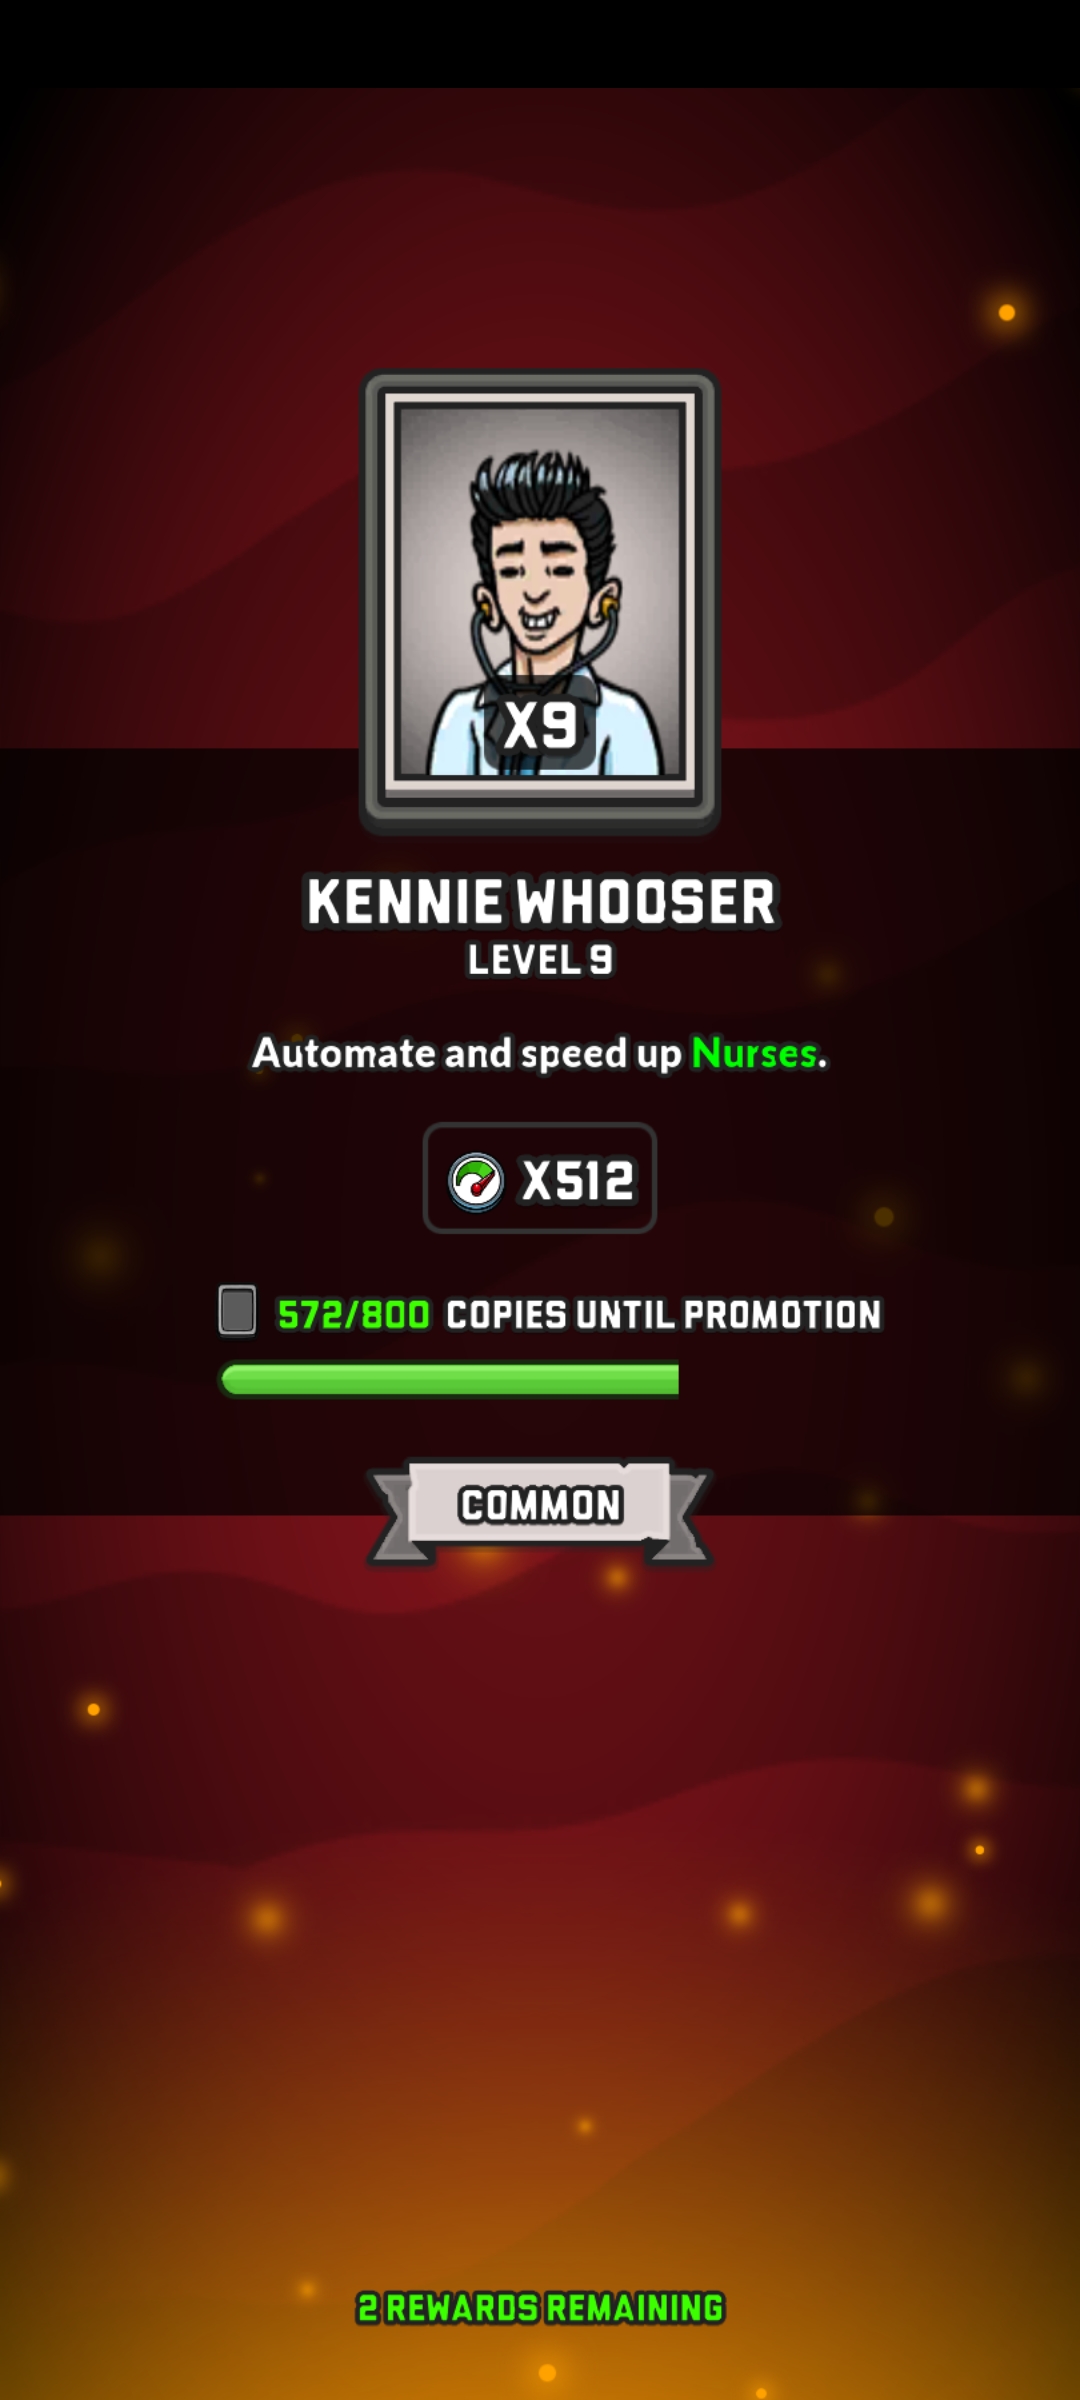 X9
KENNIE WHOOSER
LEVEL 9
Automate and speed up Nurses.
X512
572/800 COPIES UNTIL PROMOTION
COMMON
2 REWARDS REMAINING